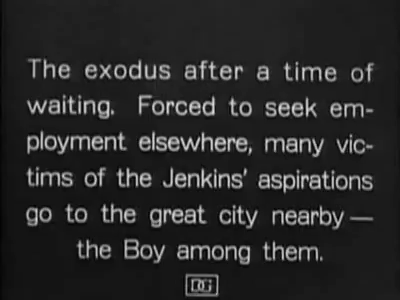 The exodus after a time of
waiting. Forced to seek em-
ployment elsewhere, many vic-
tims of the Jenkins' aspirations
go to the great city nearby —
the Boy among them.
DG